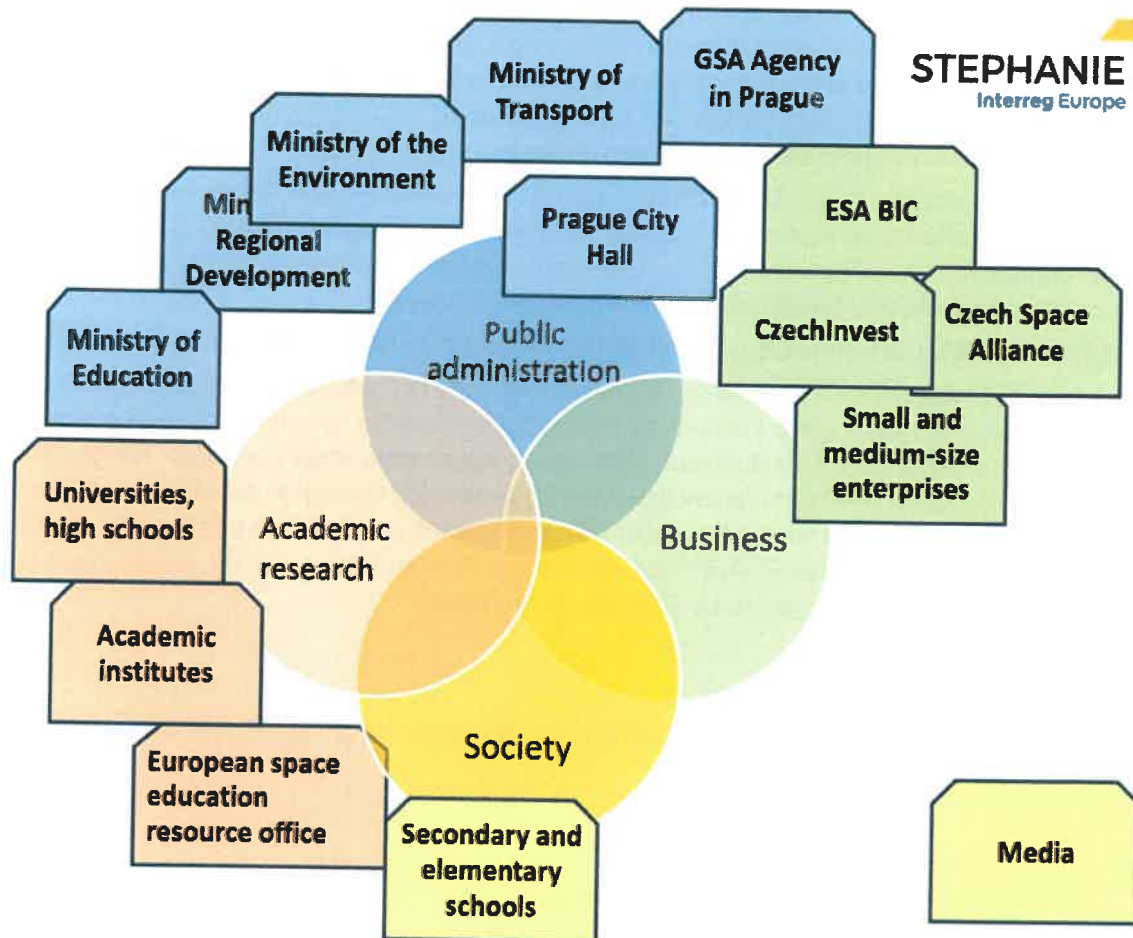 STEPHANIE
Interreg Europe
Ministry of
Transport
GSA Agency
in Prague
Ministry of the
Environment
Regional
Development
Prague City
Hall
ESA BIC
CzechInvest
Czech Space
Alliance
Small and
medium-size
enterprises
Ministry of
Education
Public
administration
Universities,
high schools
Academic
research
Business
Academic
institutes
Society
European space
education
resource office
Secondary and
elementary
schools
Media